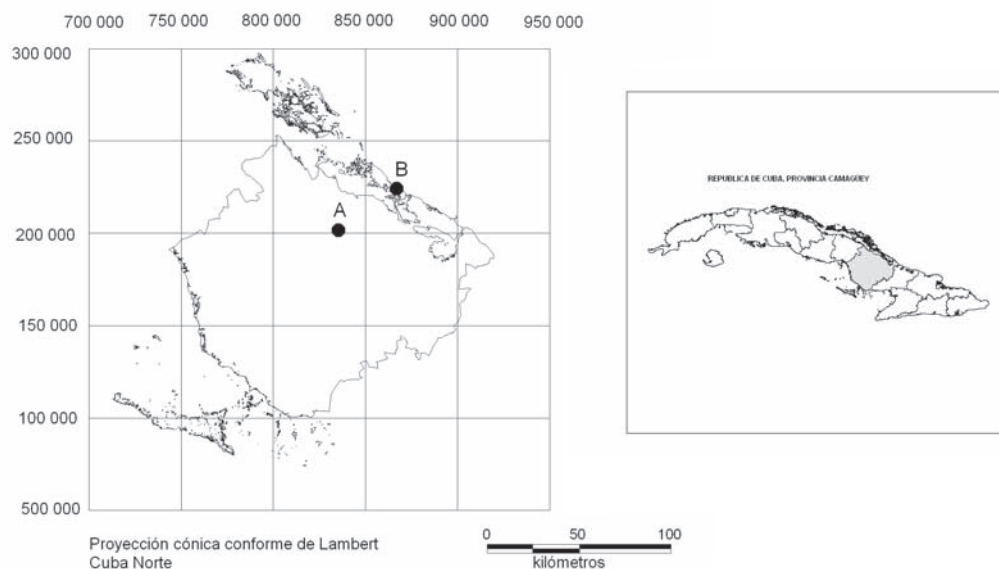 700 000 750 000 800 000 850 000 900 000 950 000
300 000
250 000
200 000
150 000
100 000
500 000
B
A
REPUBLICA DE CUBA. PROVINCIA CAMAGÜEY
Proyección cónica conforme de Lambert
Cuba Norte
0 50 100
kilómetros